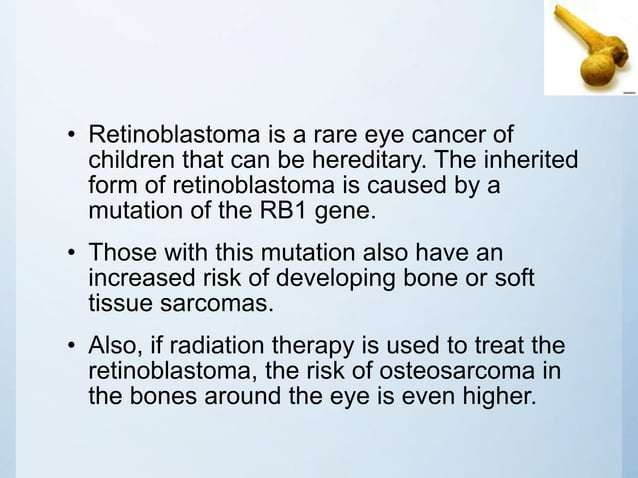 • Retinoblastoma is a rare eye cancer of
children that can be hereditary. The inherited
form of retinoblastoma is caused by a
mutation of the RB1 gene.
• Those with this mutation also have an
increased risk of developing bone or soft
tissue sarcomas.
• Also, if radiation therapy is used to treat the
retinoblastoma, the risk of osteosarcoma in
the bones around the eye is even higher.